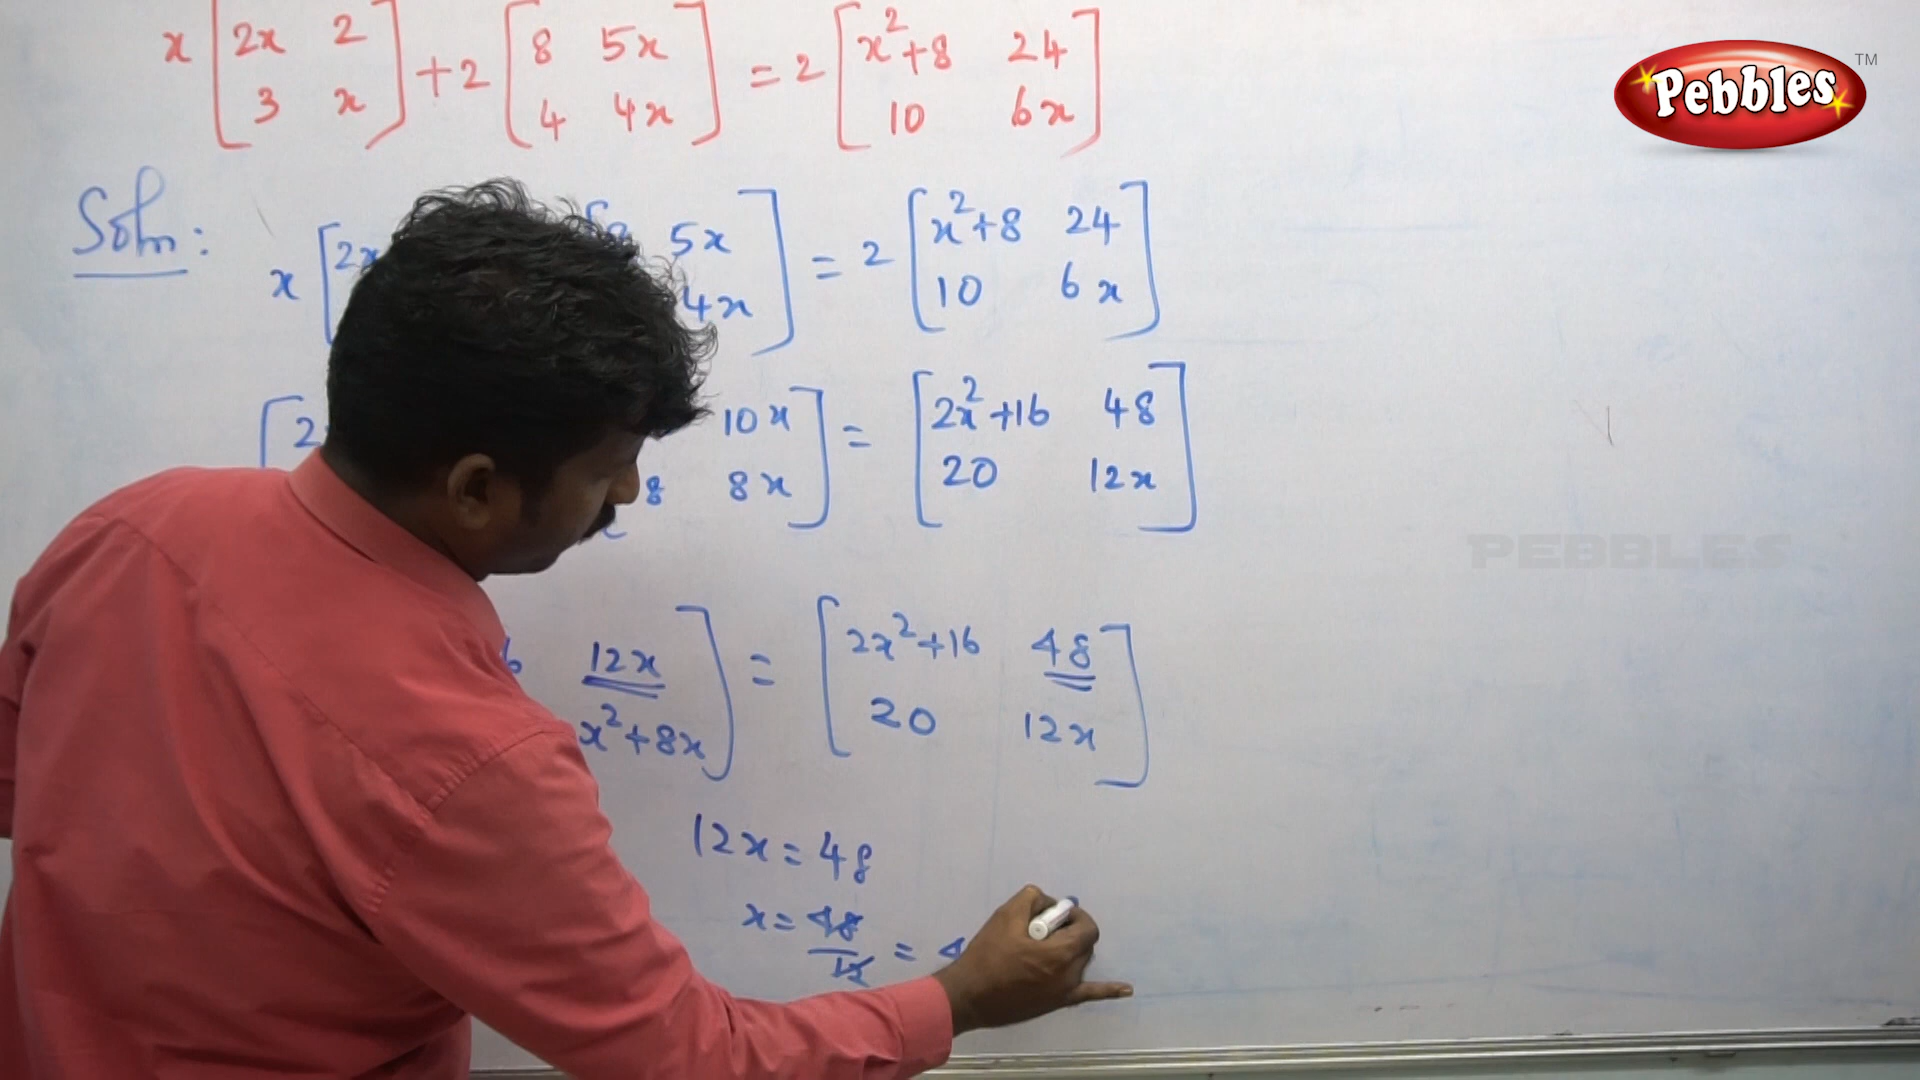 x [2x 2 3 x] + 2 [8 5x 4 4x] = 2 [x²+8 24 10 6x]
Pebbles TM
Soln:
x [2x 5x 4x] = 2 [x²+8 24 10 6x]
10x 8 8x] = [2x²+16 48 20 12x]
PEBBLES
12x x²+8x] = [2x²+16 48 20 12x]
12x = 48
x = 48/12 = 4